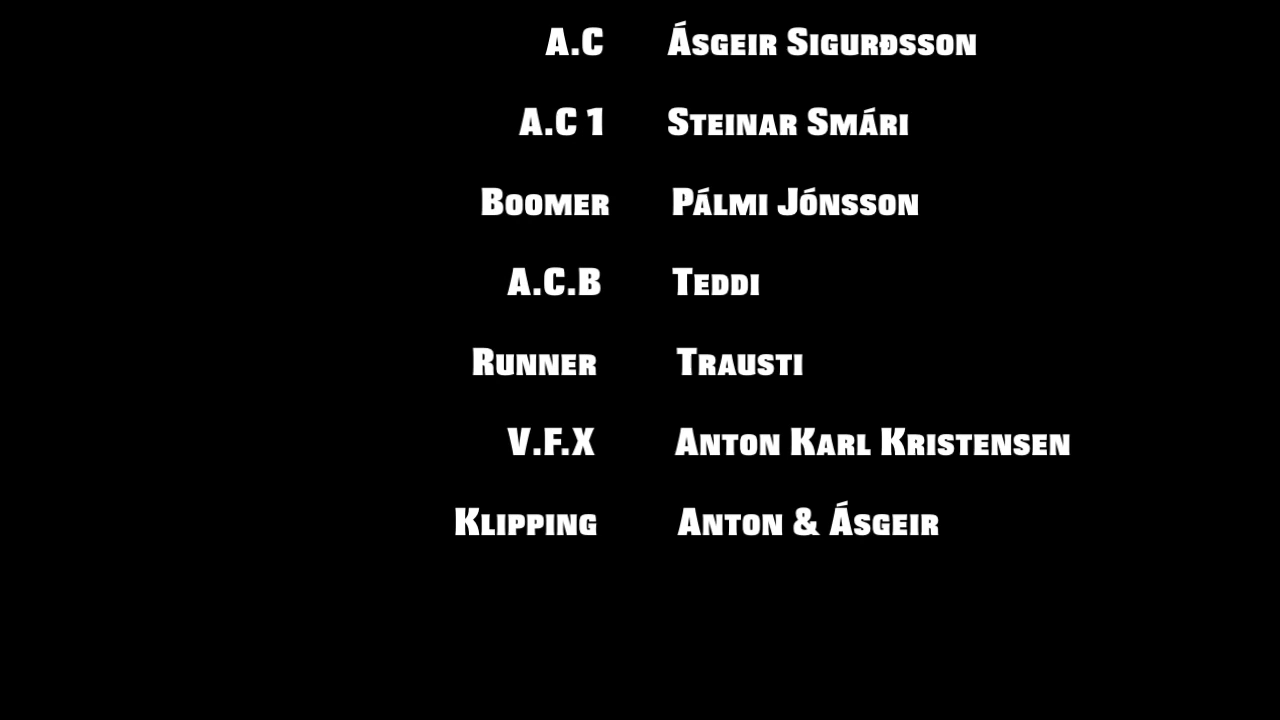 A.C Ásgeir Sigurðsson
A.C 1 Steinar Smári
Boomer Pálmi Jónsson
A.C.B Teddi
Runner Trausti
V.F.X Anton Karl Kristensen
Klipping Anton & Ásgeir